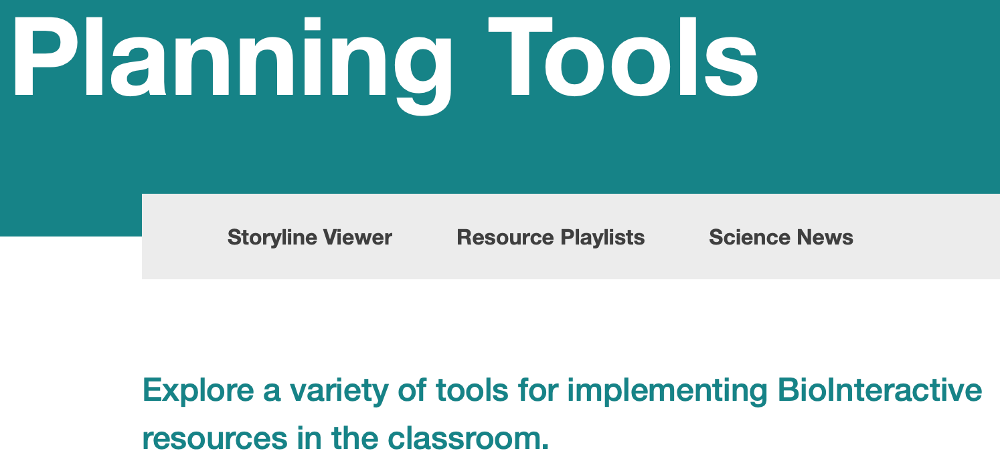 Planning Tools
Storyline Viewer Resource Playlists Science News
Explore a variety of tools for implementing BioInteractive
resources in the classroom.